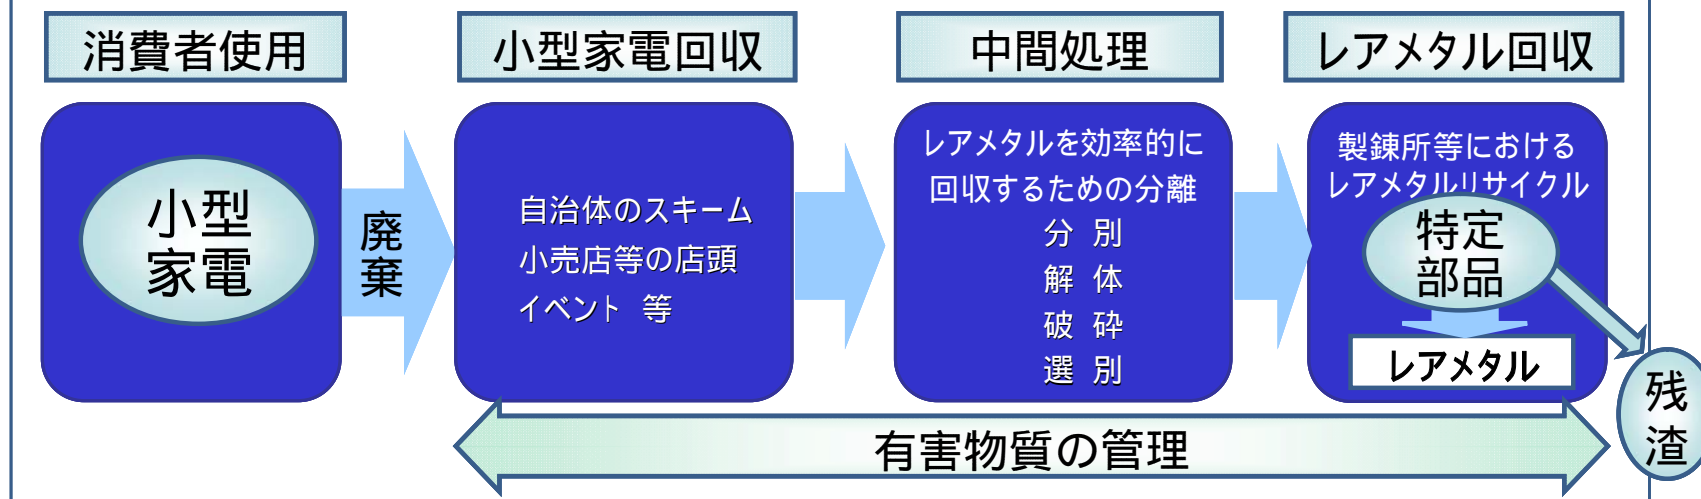 消費者使用
小型家電回収
中間処理
レアメタル回収
小型
家電
廃
棄
自治体のスキーム
小売店等の店頭
イベント 等
レアメタルを効率的に
回収するための分離
分 別
解 体
破 砕
選 別
製錬所等における
レアメタルリサイクル
特定
部品
レアメタル
残
渣
有害物質の管理